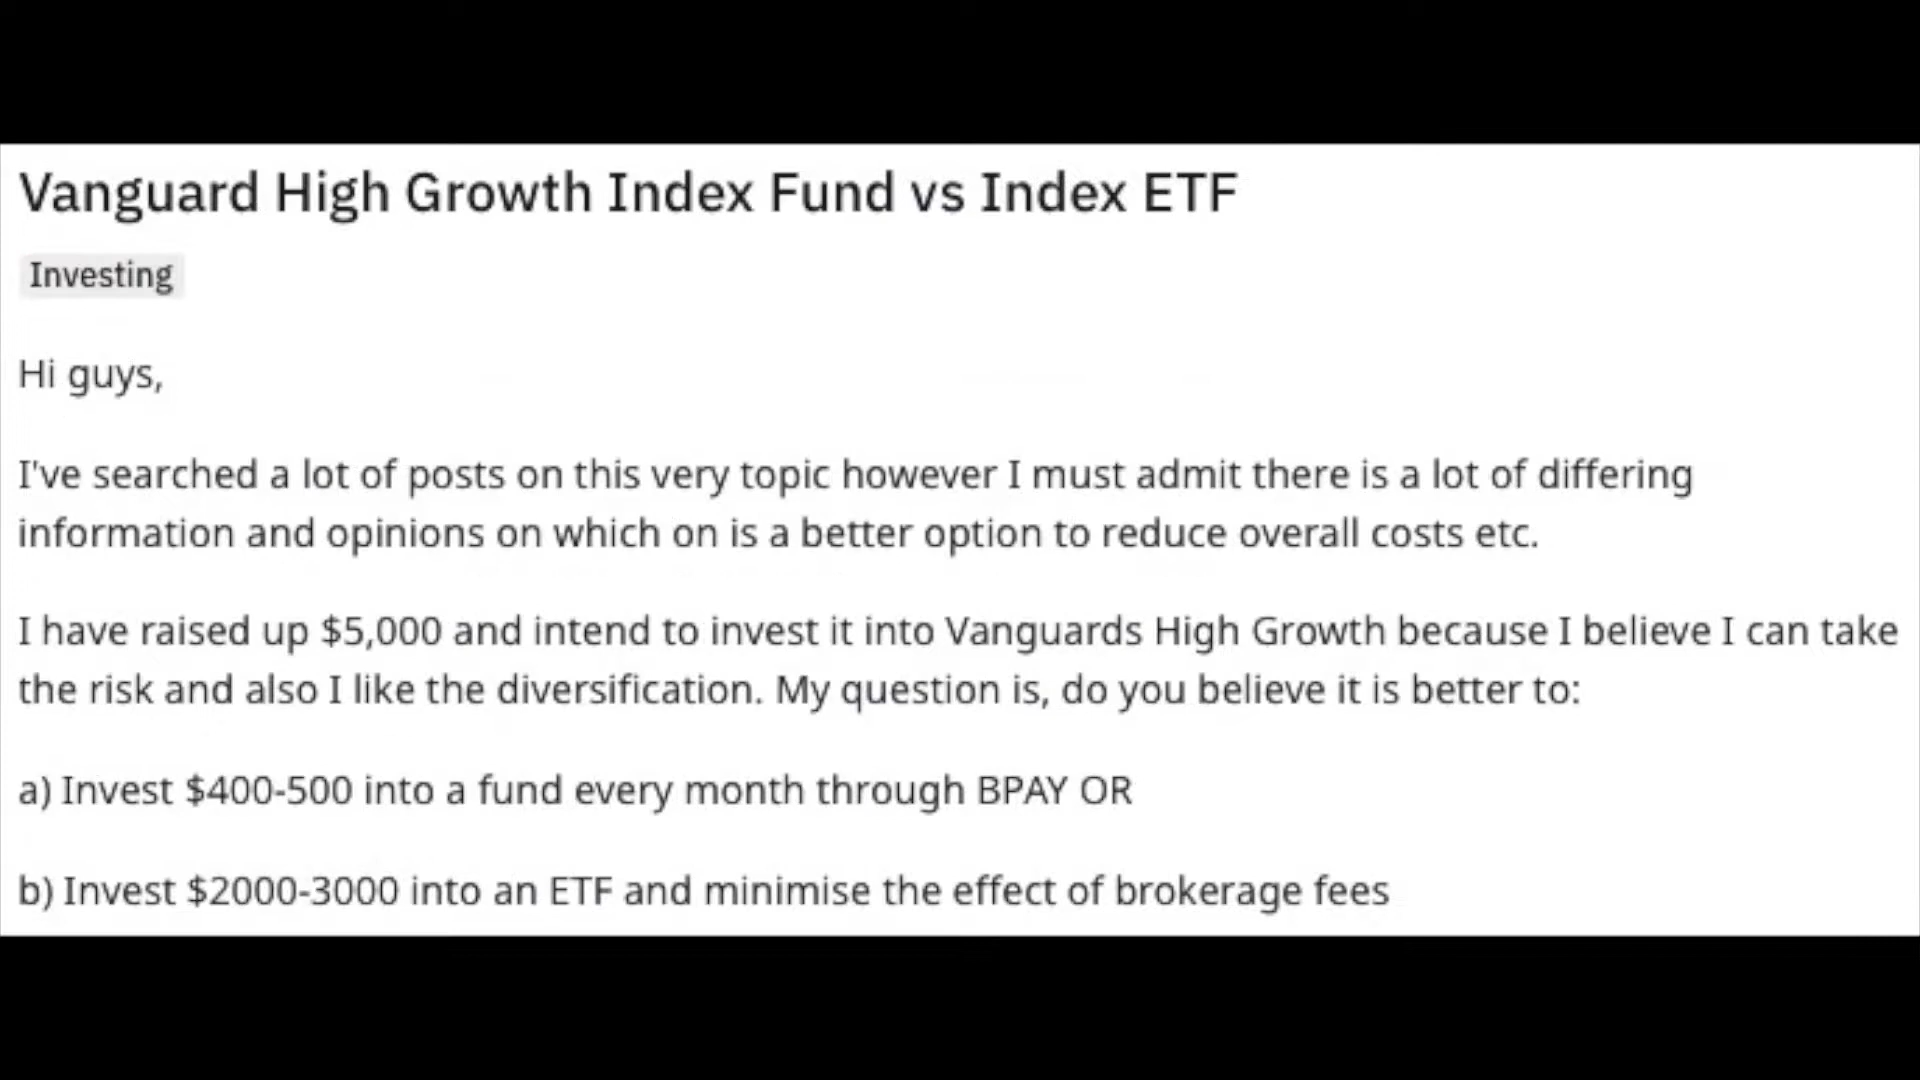 Vanguard High Growth Index Fund vs Index ETF
Investing
Hi guys,
I've searched a lot of posts on this very topic however I must admit there is a lot of differing
information and opinions on which on is a better option to reduce overall costs etc.
I have raised up $5,000 and intend to invest it into Vanguards High Growth because I believe I can take
the risk and also I like the diversification. My question is, do you believe it is better to:
a) Invest $400-500 into a fund every month through BPAY OR
b) Invest $2000-3000 into an ETF and minimise the effect of brokerage fees